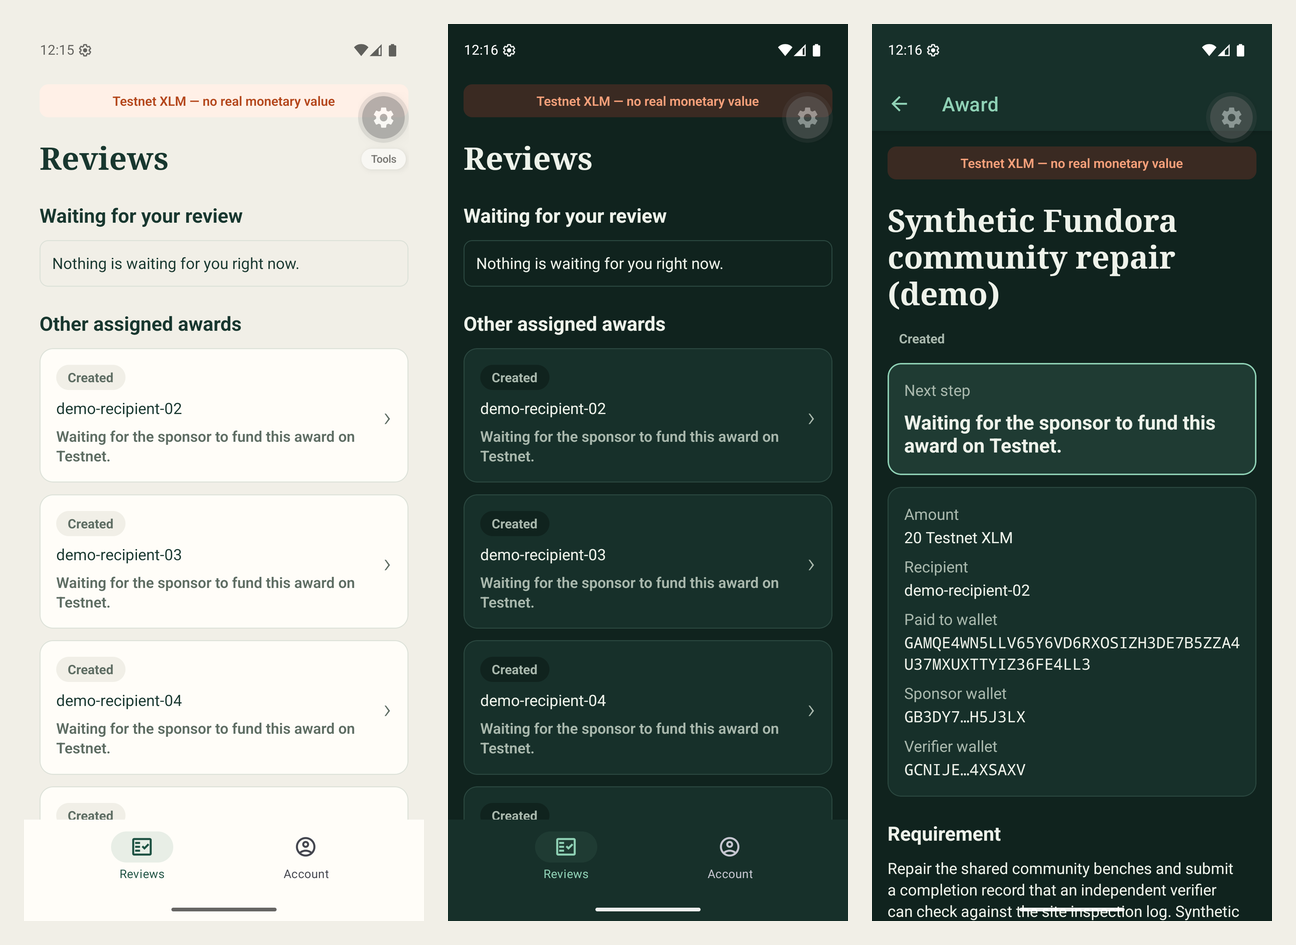 12:15
Testnet XLM — no real monetary value
Tools
Reviews
Waiting for your review
Nothing is waiting for you right now.
Other assigned awards
Created
demo-recipient-02
Waiting for the sponsor to fund this award on
Testnet.
Created
demo-recipient-03
Waiting for the sponsor to fund this award on
Testnet.
Created
demo-recipient-04
Waiting for the sponsor to fund this award on
Testnet.
Created
Reviews
Account
12:16
Testnet XLM — no real monetary value
Reviews
Waiting for your review
Nothing is waiting for you right now.
Other assigned awards
Created
demo-recipient-02
Waiting for the sponsor to fund this award on
Testnet.
Created
demo-recipient-03
Waiting for the sponsor to fund this award on
Testnet.
Created
demo-recipient-04
Waiting for the sponsor to fund this award on
Testnet.
Created
Reviews
Account
12:16
Award
Testnet XLM — no real monetary value
Synthetic Fundora
community repair
(demo)
Created
Next step
Waiting for the sponsor to fund this
award on Testnet.
Amount
20 Testnet XLM
Recipient
demo-recipient-02
Paid to wallet
GAMQE4WN5LLV65Y6VD6RXOSIZH3DE7B5ZZA4
U37MXUXTTYIZ36FE4LL3
Sponsor wallet
GB3DY7…H5J3LX
Verifier wallet
GCNIJE…4XSAXV
Requirement
Repair the shared community benches and submit
a completion record that an independent verifier
can check against the site inspection log. Synthetic